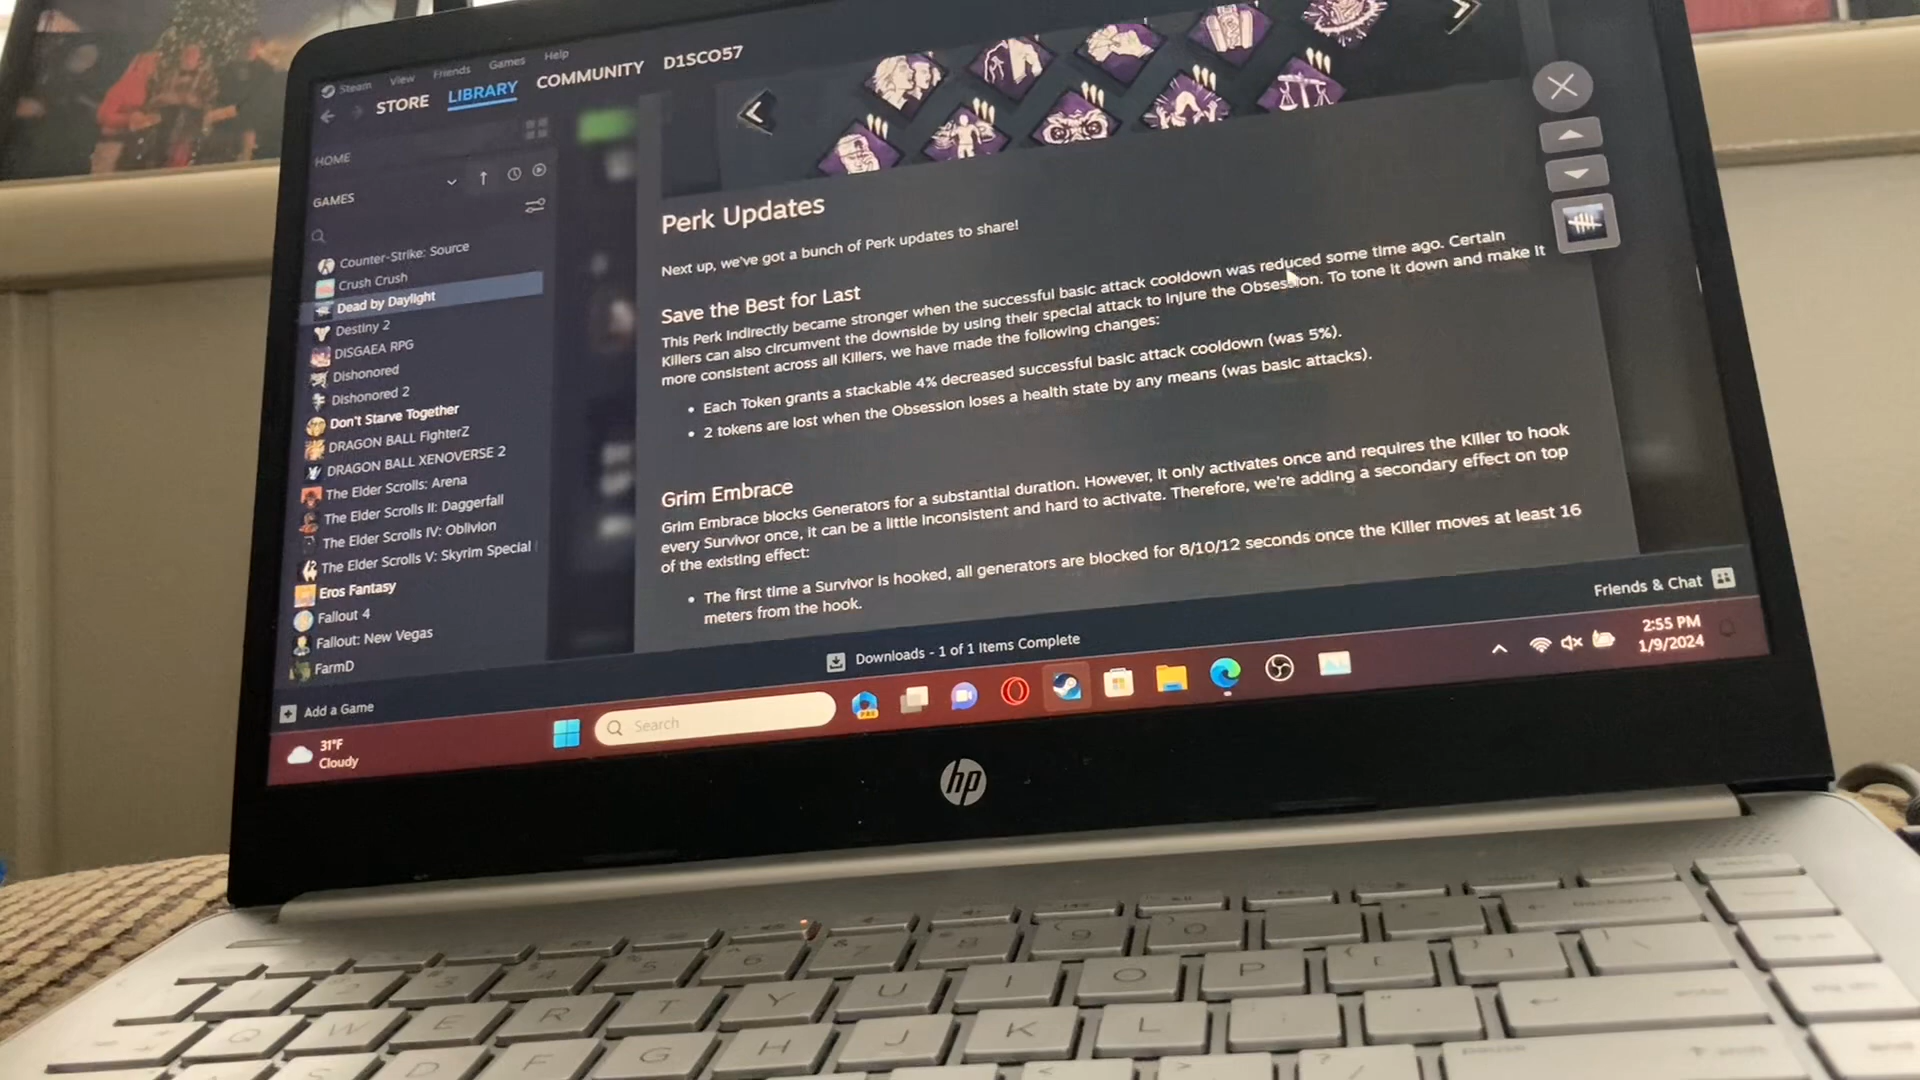 Steam View Friends Games Help
STORE LIBRARY COMMUNITY D1SCO57
HOME
GAMES
Counter-Strike: Source
Crush Crush
Dead by Daylight
Destiny 2
DISGAEA RPG
Dishonored
Dishonored 2
Don't Starve Together
DRAGON BALL FighterZ
DRAGON BALL XENOVERSE 2
The Elder Scrolls: Arena
The Elder Scrolls II: Daggerfall
The Elder Scrolls IV: Oblivion
The Elder Scrolls V: Skyrim Special
Eros Fantasy
Fallout 4
Fallout: New Vegas
FarmD
Add a Game
Perk Updates
Next up, we've got a bunch of Perk updates to share!
Save the Best for Last
This Perk indirectly became stronger when the successful basic attack cooldown was reduced some time ago. Certain
Killers can also circumvent the downside by using their special attack to injure the Obsession. To tone it down and make it
more consistent across all Killers, we have made the following changes:
• Each Token grants a stackable 4% decreased successful basic attack cooldown (was 5%).
• 2 tokens are lost when the Obsession loses a health state by any means (was basic attacks).
Grim Embrace
Grim Embrace blocks Generators for a substantial duration. However, it only activates once and requires the Killer to hook
every Survivor once, it can be a little inconsistent and hard to activate. Therefore, we're adding a secondary effect on top
of the existing effect:
• The first time a Survivor is hooked, all generators are blocked for 8/10/12 seconds once the Killer moves at least 16
meters from the hook.
Downloads - 1 of 1 Items Complete
Friends & Chat
31°F
Cloudy
Search
2:55 PM
1/9/2024
hp
6 7 8 9 0
Q W E R T Y U I O P
S D F G H J K L